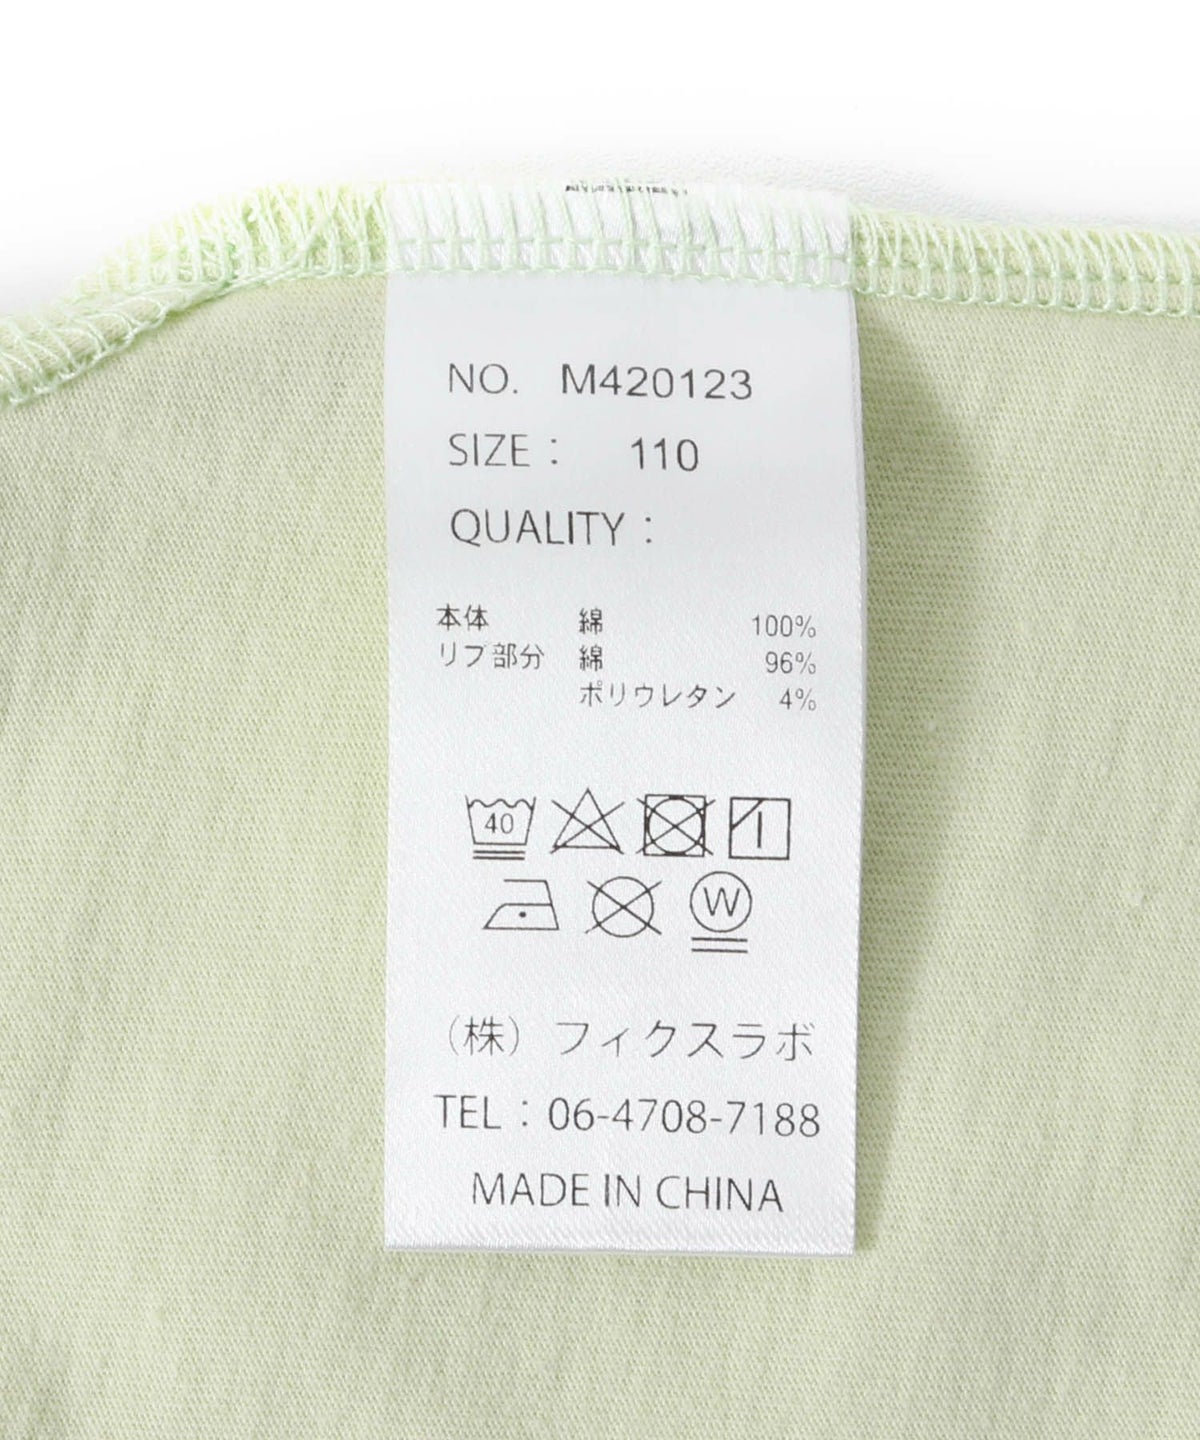 NO. M420123
SIZE： 110
QUALITY：
本体 綿 100%
リブ部分 綿 96%
ポリウレタン 4%
40
W
（株）フィクスラボ
TEL：06-4708-7188
MADE IN CHINA